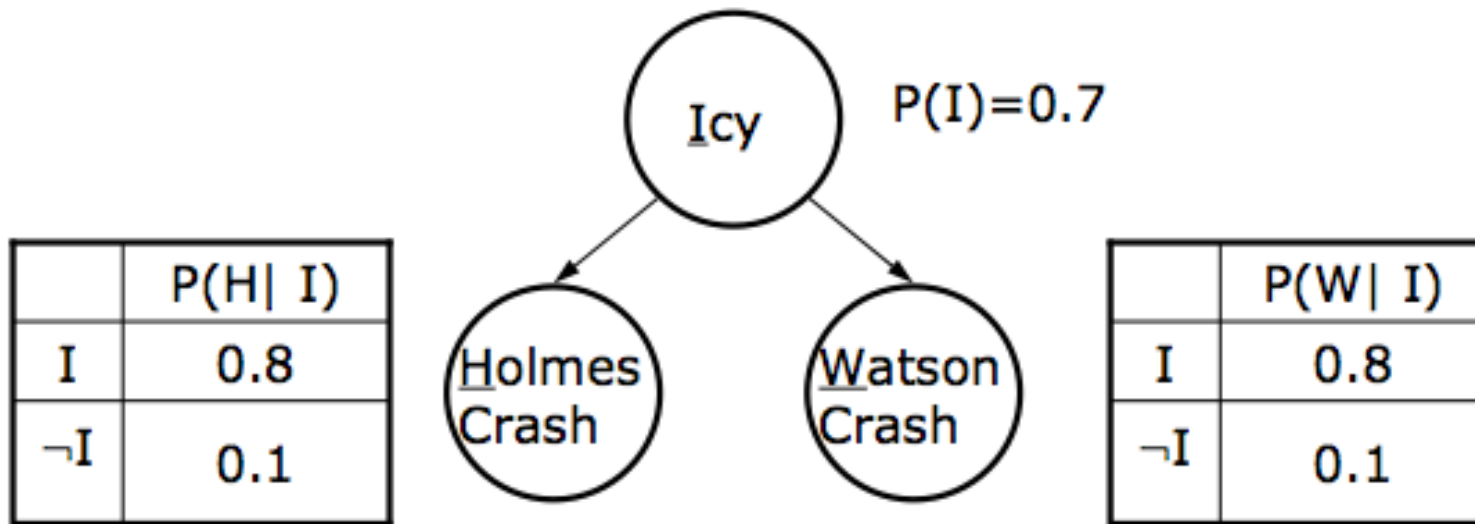 Icy
P(I)=0.7
P(H| I)
I 0.8
¬I 0.1
Holmes
Crash
Watson
Crash
P(W| I)
I 0.8
¬I 0.1